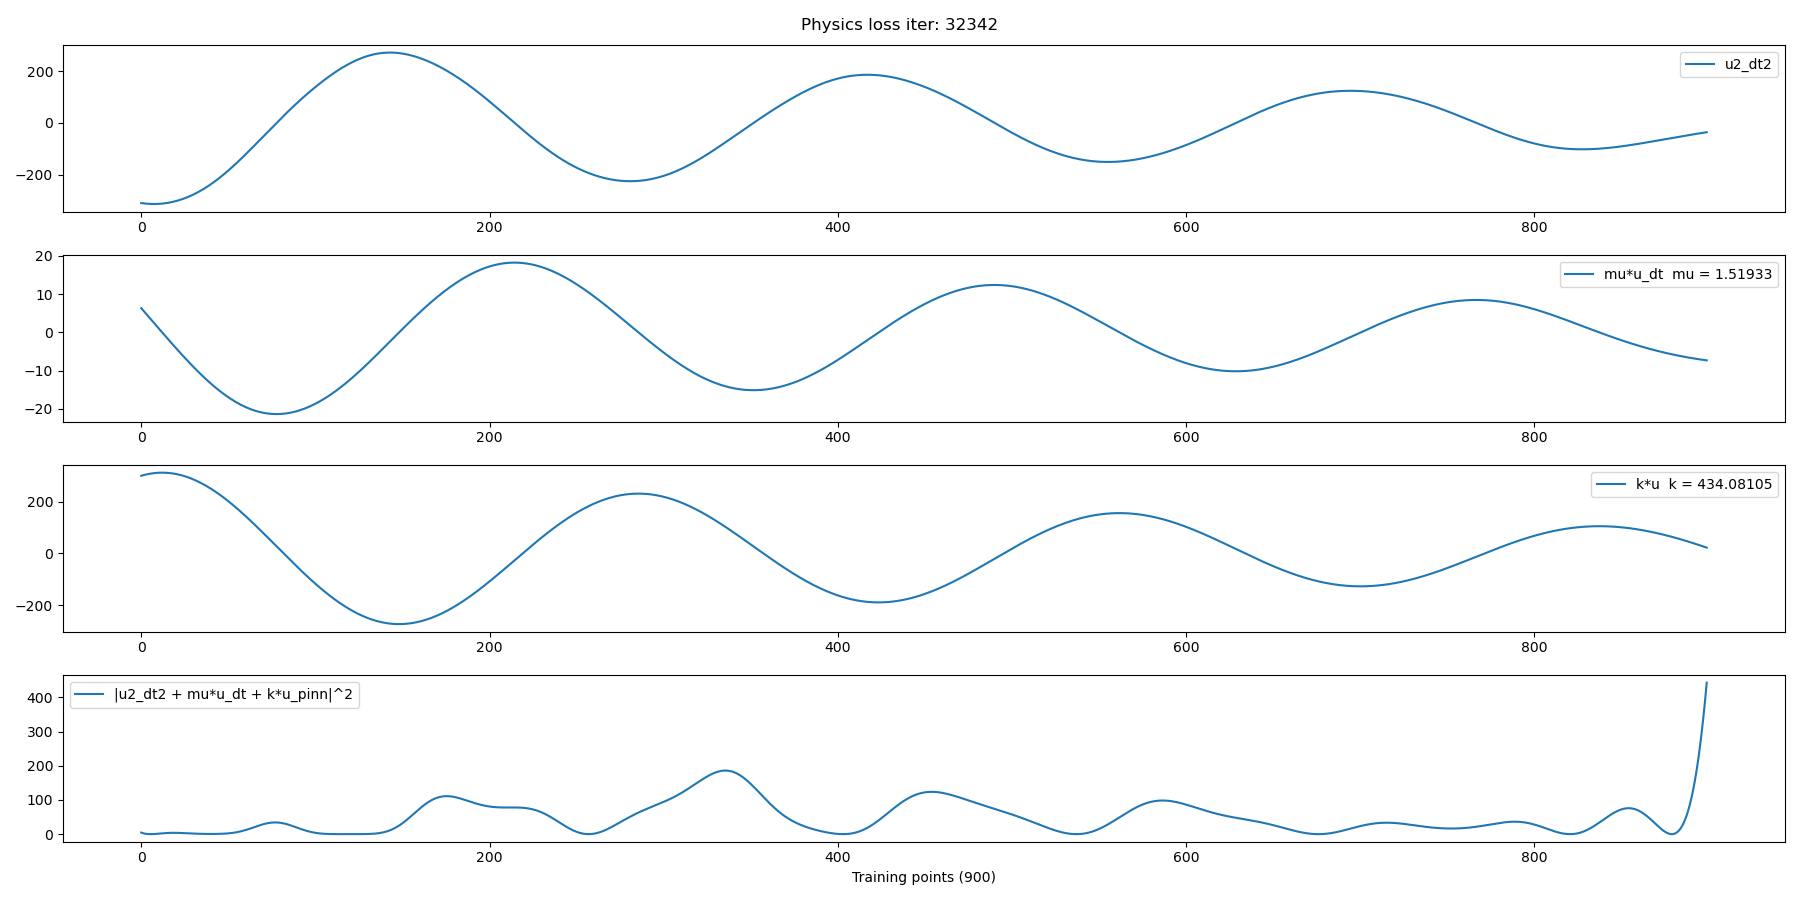 Physics loss iter: 32342
u2_dt2
200
0
−200
0 200 400 600 800
mu*u_dt  mu = 1.51933
20
10
0
−10
−20
0 200 400 600 800
k*u  k = 434.08105
200
0
−200
0 200 400 600 800
|u2_dt2 + mu*u_dt + k*u_pinn|^2
400
300
200
100
0
0 200 400 600 800
Training points (900)